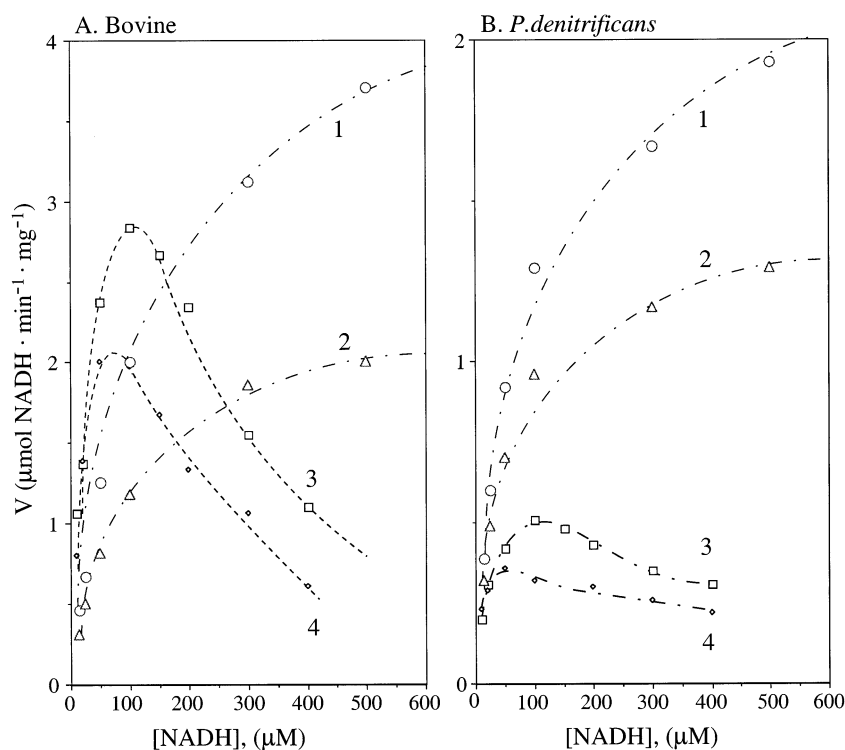 A. Bovine
B. P.denitrificans
V (μmol NADH · min⁻¹ · mg⁻¹)
4
3
2
1
0
1
2
3
4
0 100 200 300 400 500 600
[NADH], (μM)
2
1
0
1
2
3
4
0 100 200 300 400 500 600
[NADH], (μM)